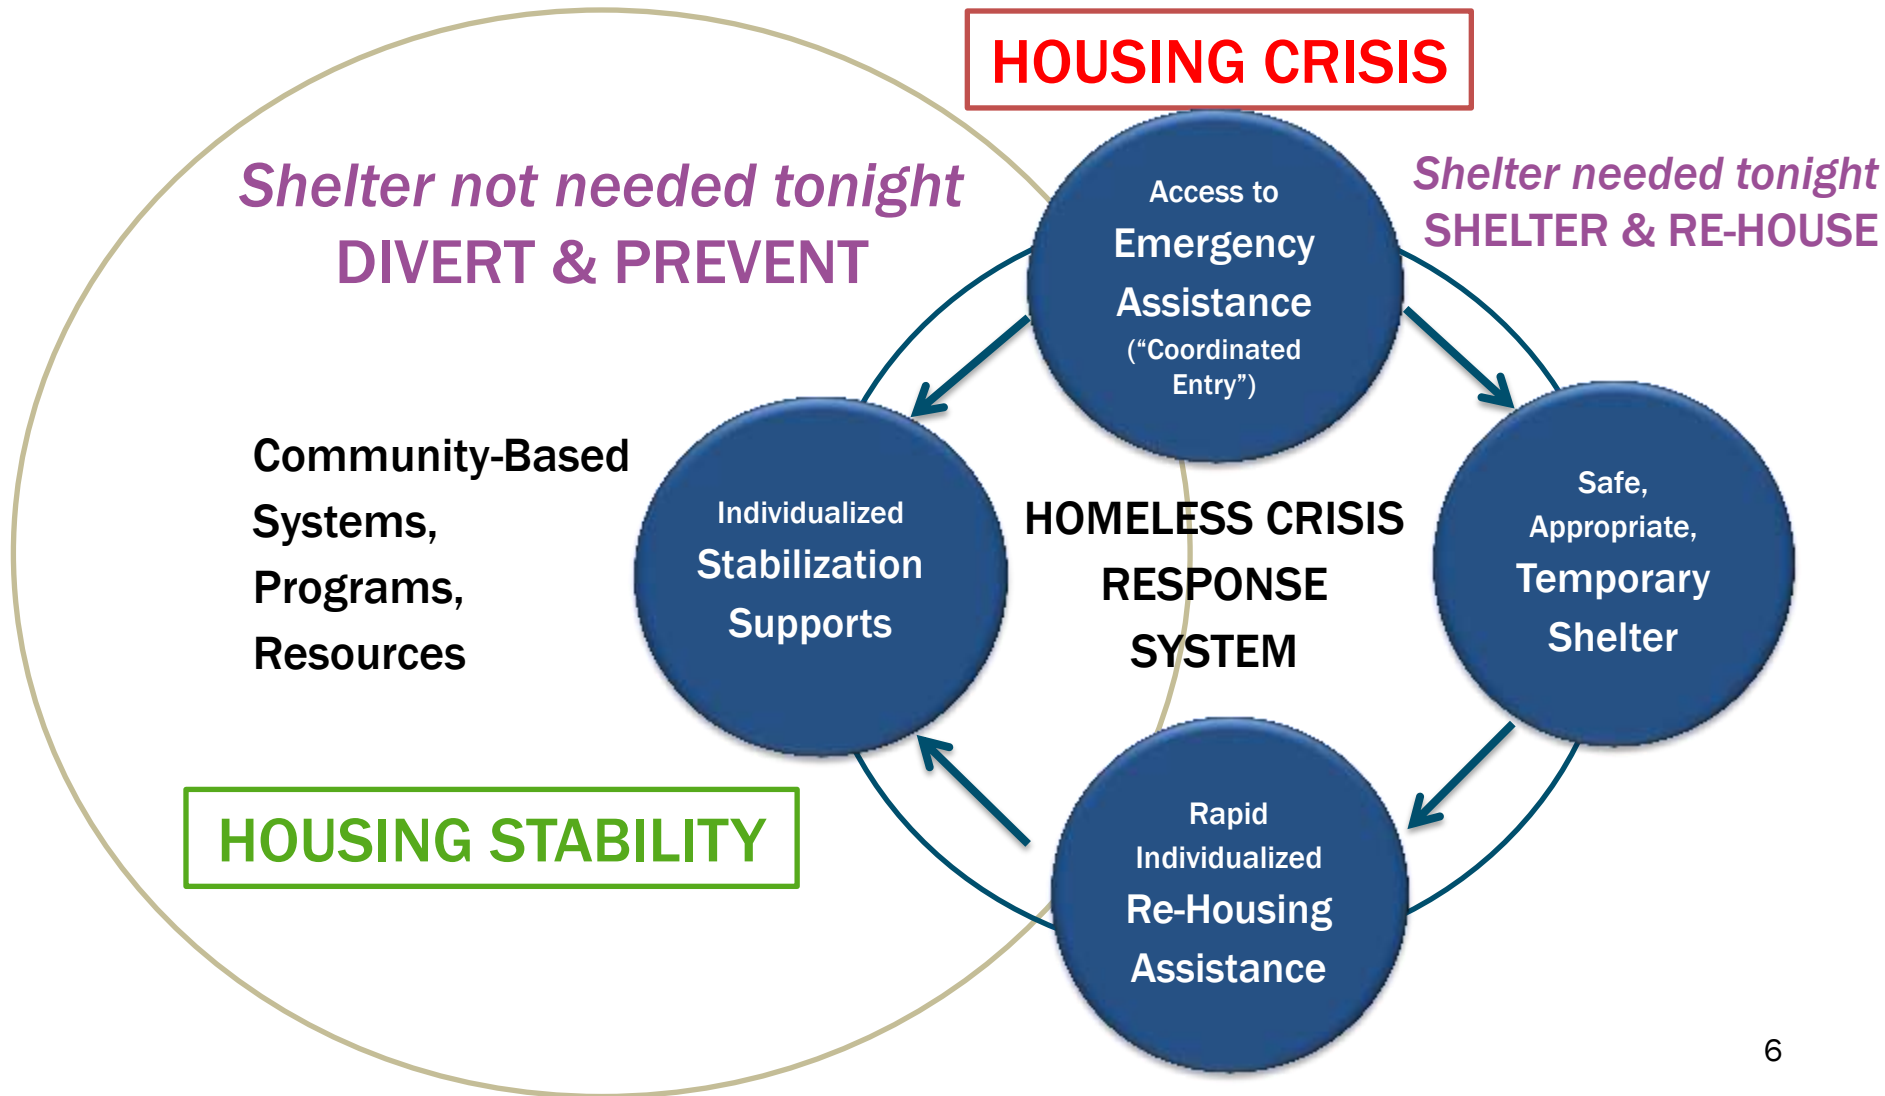 HOUSING CRISIS
Shelter not needed tonight
DIVERT & PREVENT
Shelter needed tonight
SHELTER & RE-HOUSE
Access to
Emergency
Assistance
(“Coordinated
Entry”)
Community-Based
Systems,
Programs,
Resources
Individualized
Stabilization
Supports
HOMELESS CRISIS
RESPONSE
SYSTEM
Safe,
Appropriate,
Temporary
Shelter
HOUSING STABILITY
Rapid
Individualized
Re-Housing
Assistance
6